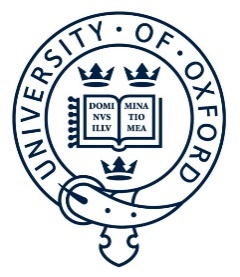 UNIVERSITY · OF · OXFORD
DOMI MINA
NVS TIO
ILLV MEA